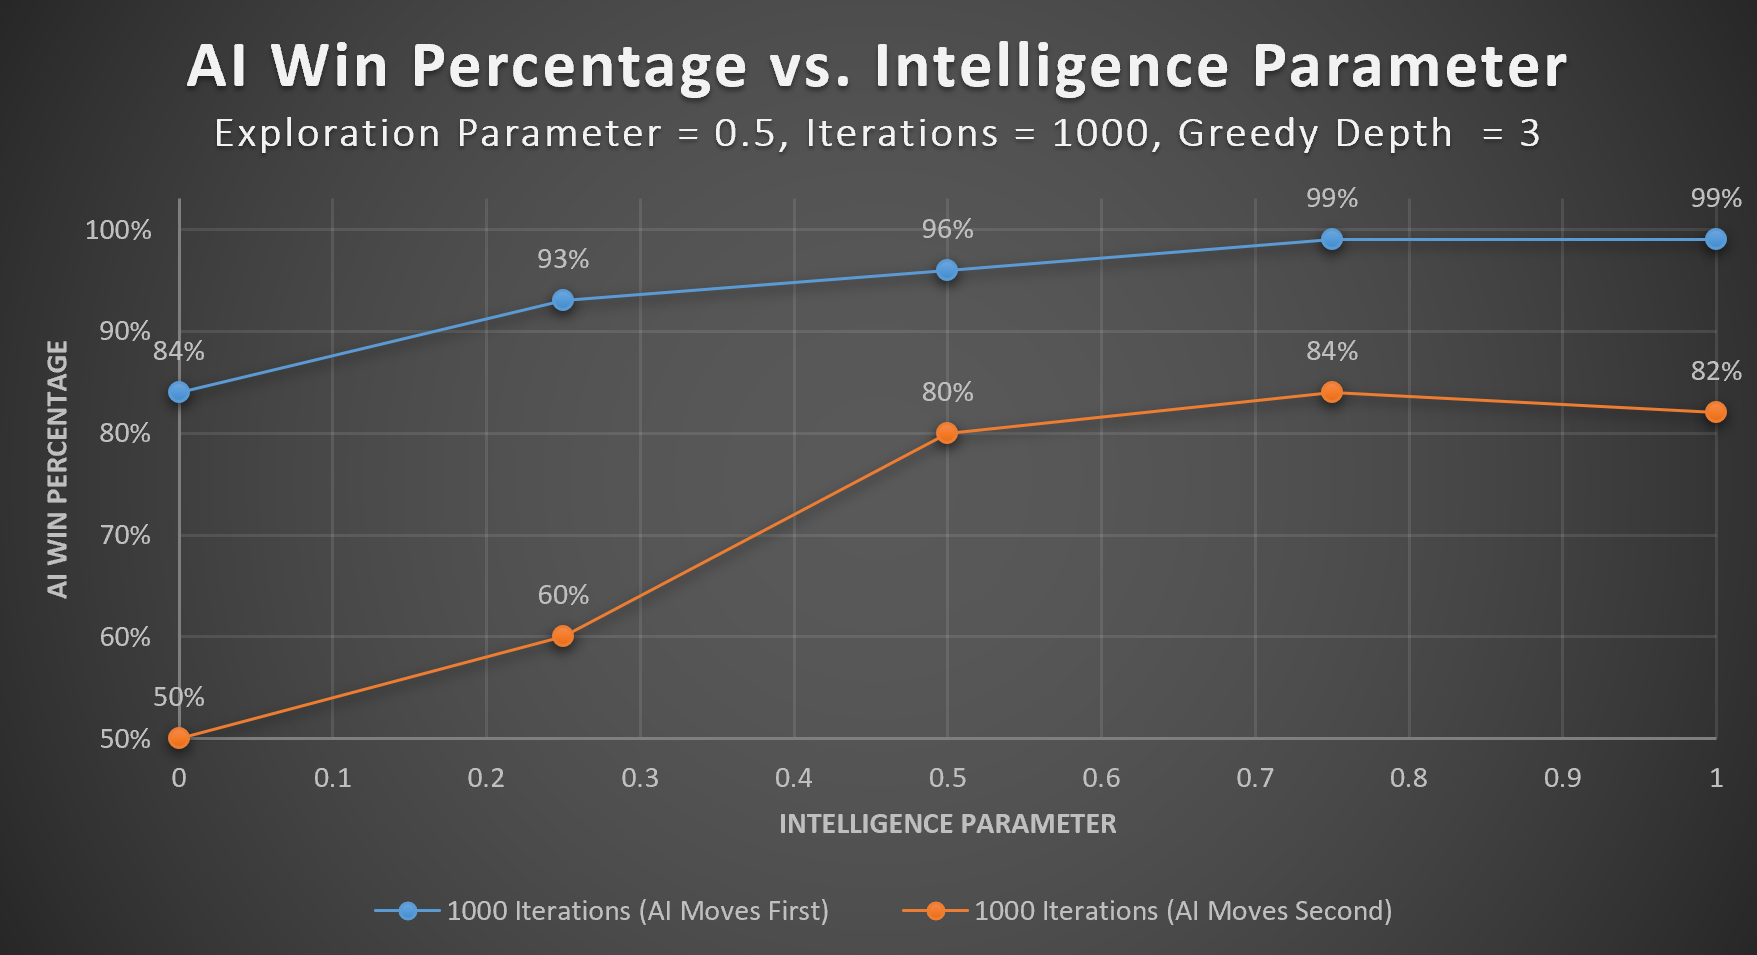 AI Win Percentage vs. Intelligence Parameter
Exploration Parameter = 0.5, Iterations = 1000, Greedy Depth  = 3
99%
99%
100%
96%
93%
90%
84%
84%
82%
80%
80%
AI WIN PERCENTAGE
70%
60%
60%
50%
50%
0 0.1 0.2 0.3 0.4 0.5 0.6 0.7 0.8 0.9 1
INTELLIGENCE PARAMETER
1000 Iterations (AI Moves First) 1000 Iterations (AI Moves Second)